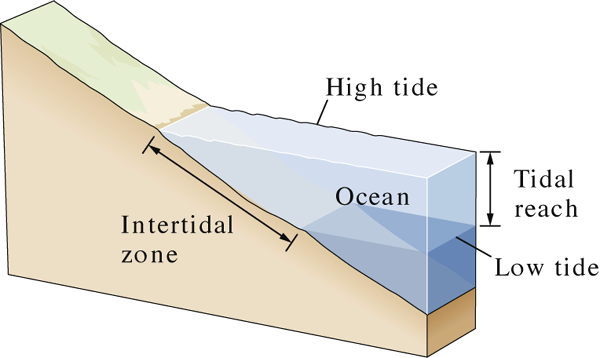 High tide
Ocean
Tidal
reach
Intertidal
zone
Low tide